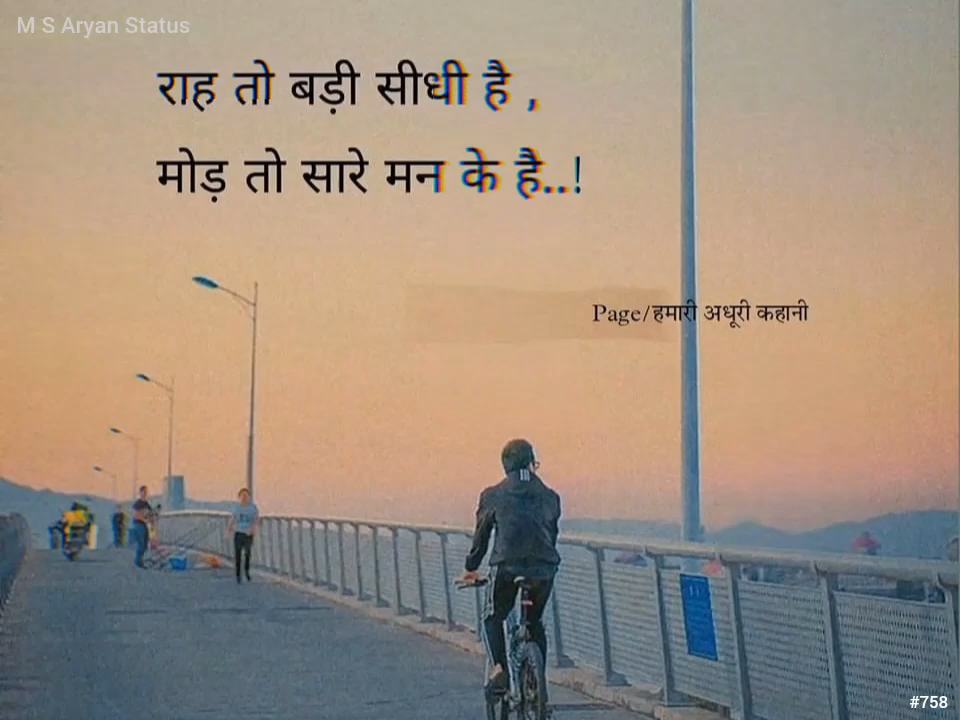 M S Aryan Status
राह तो बड़ी सीधी है ,
मोड़ तो सारे मन के है..!
Page/हमारी अधूरी कहानी
#758